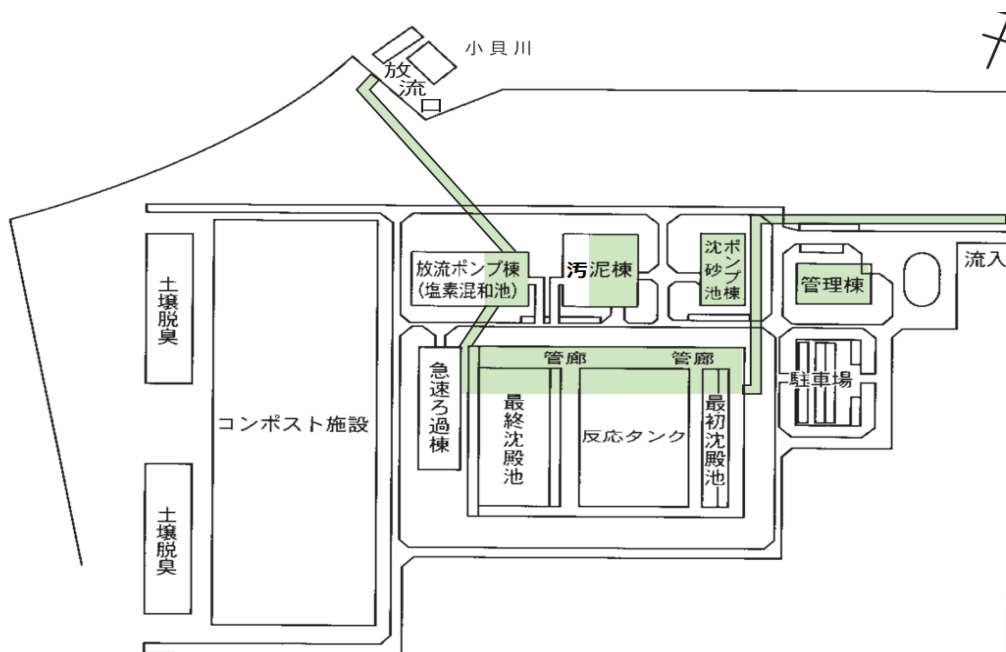 小貝川
放流
口
流入
土壌脱臭
放流ポンプ棟
(塩素混和池)
汚泥棟
沈砂池
ポンプ棟
管理棟
管廊
管廊
急速ろ過棟
コンポスト施設
最終沈殿池
反応タンク
最初沈殿池
駐車場
土壌脱臭